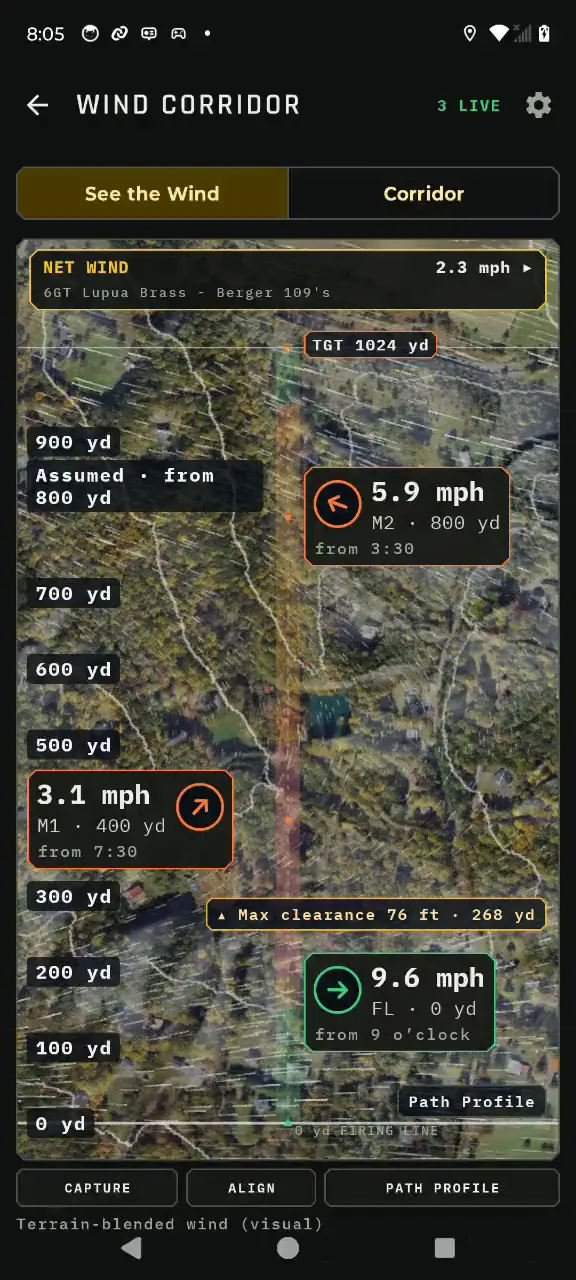 8:05
WIND CORRIDOR
3 LIVE
See the Wind
Corridor
NET WIND
2.3 mph ▸
6GT Lupua Brass - Berger 109's
TGT 1024 yd
900 yd
Assumed · from
800 yd
5.9 mph
M2 · 800 yd
from 3:30
700 yd
600 yd
500 yd
3.1 mph
M1 · 400 yd
from 7:30
300 yd
▲ Max clearance 76 ft · 268 yd
200 yd
9.6 mph
FL · 0 yd
from 9 o'clock
100 yd
Path Profile
0 yd
0 yd FIRING LINE
CAPTURE
ALIGN
PATH PROFILE
Terrain-blended wind (visual)